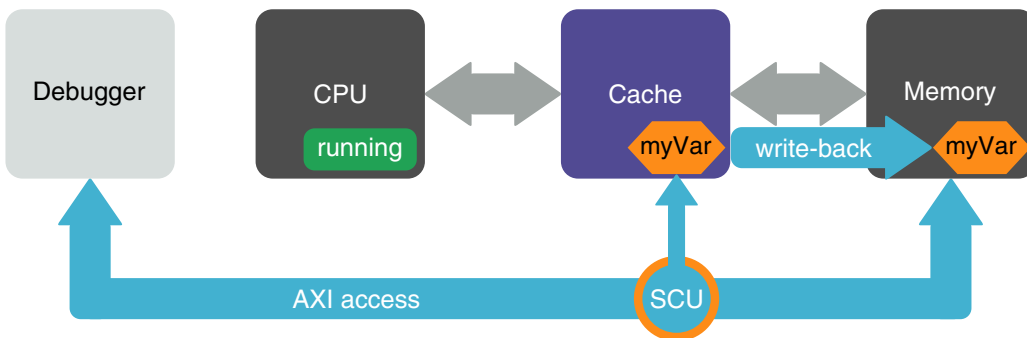 Debugger
CPU
running
Cache
myVar
write-back
Memory
myVar
AXI access
SCU